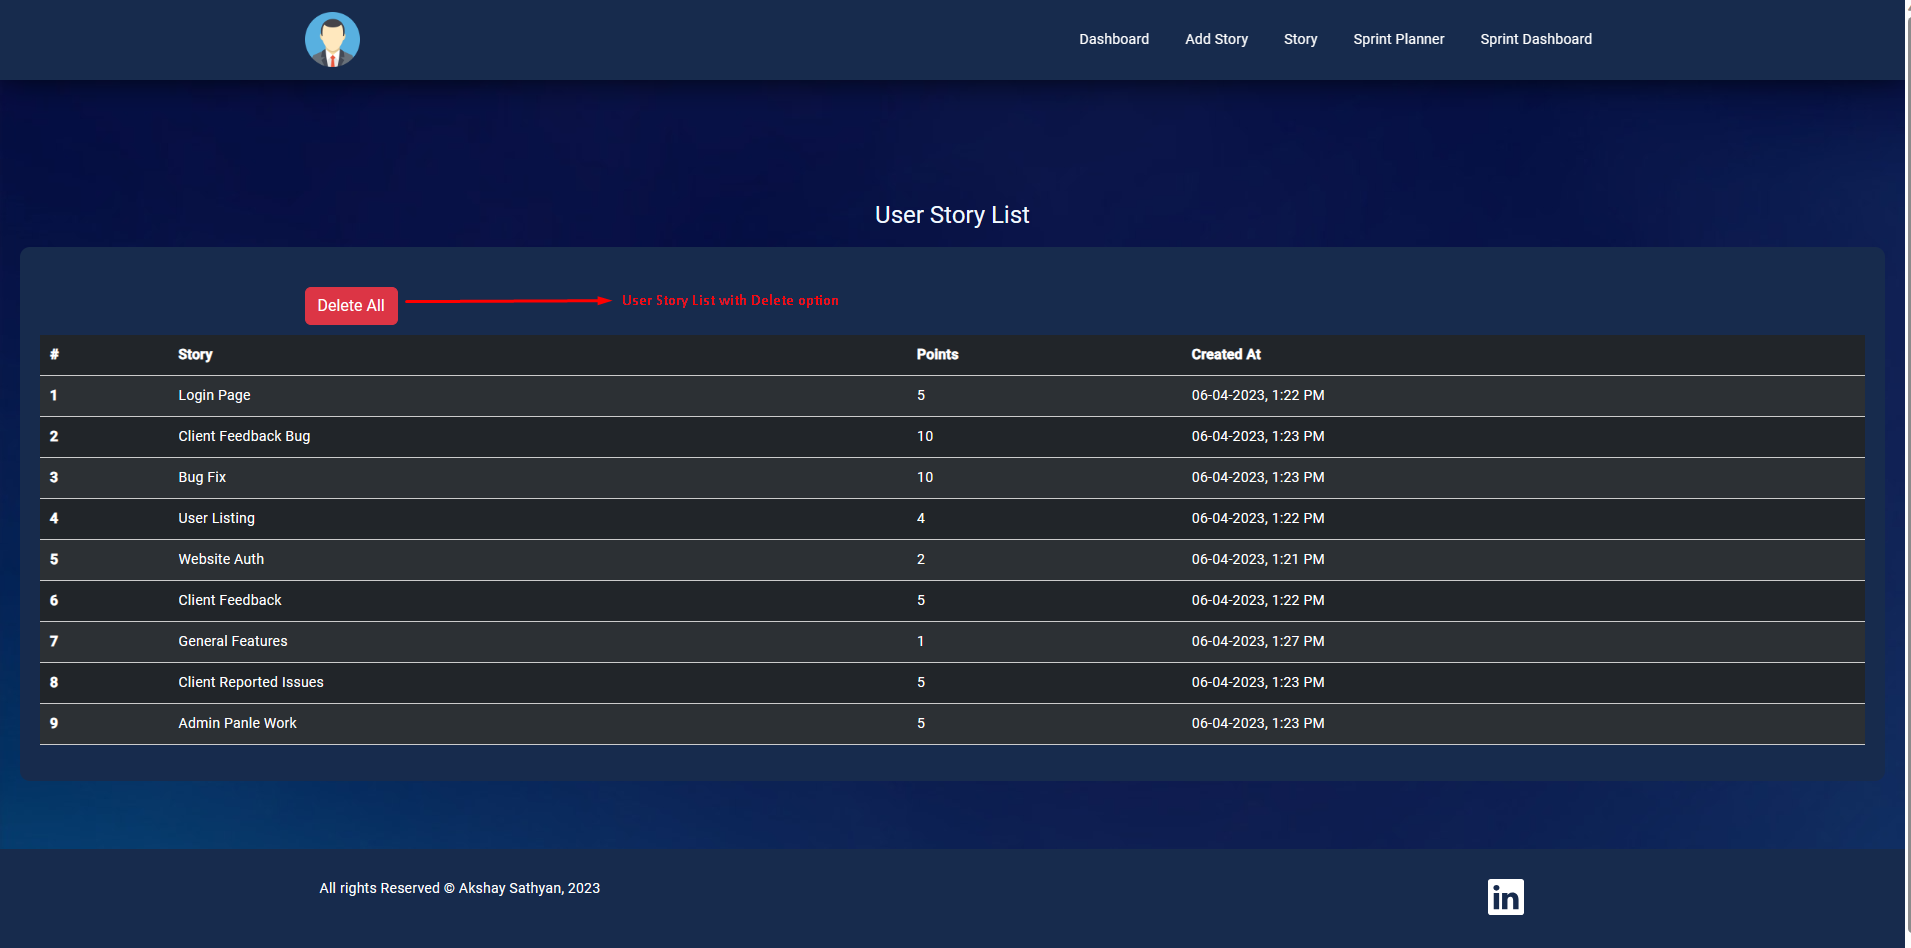 Dashboard Add Story Story Sprint Planner Sprint Dashboard
User Story List
Delete All User Story List with Delete option
# Story Points Created At
1 Login Page 5 06-04-2023, 1:22 PM
2 Client Feedback Bug 10 06-04-2023, 1:23 PM
3 Bug Fix 10 06-04-2023, 1:23 PM
4 User Listing 4 06-04-2023, 1:22 PM
5 Website Auth 2 06-04-2023, 1:21 PM
6 Client Feedback 5 06-04-2023, 1:22 PM
7 General Features 1 06-04-2023, 1:27 PM
8 Client Reported Issues 5 06-04-2023, 1:23 PM
9 Admin Panle Work 5 06-04-2023, 1:23 PM
All rights Reserved © Akshay Sathyan, 2023 in